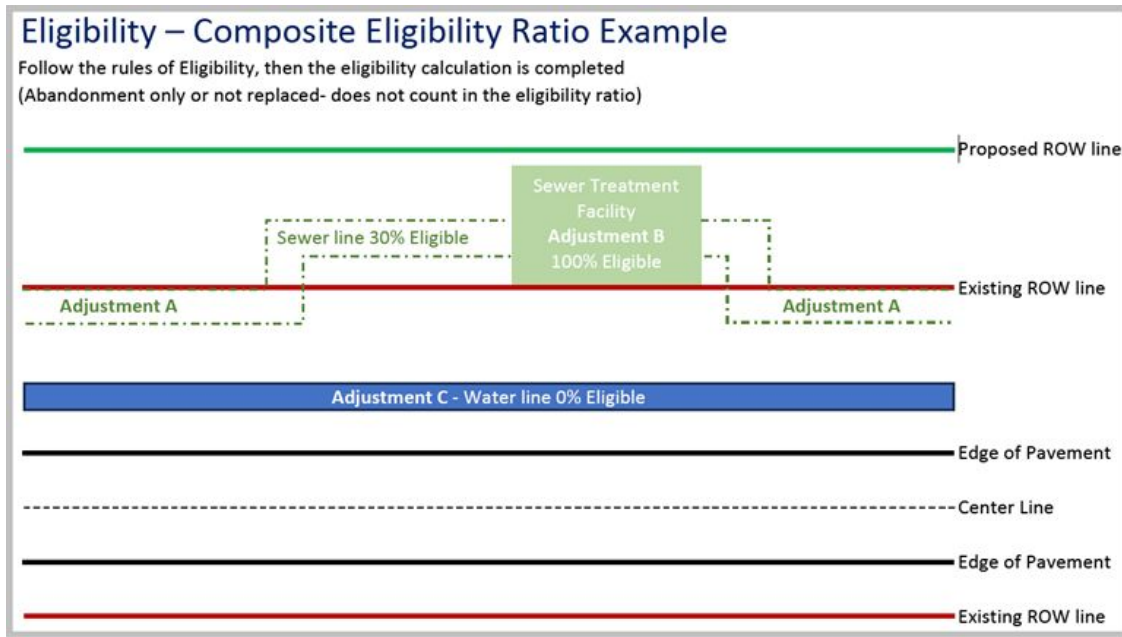 Eligibility – Composite Eligibility Ratio Example
Follow the rules of Eligibility, then the eligibility calculation is completed
(Abandonment only or not replaced- does not count in the eligibility ratio)
Proposed ROW line
Sewer Treatment
Facility
Adjustment B
100% Eligible
Sewer line 30% Eligible
Existing ROW line
Adjustment A
Adjustment A
Adjustment C - Water line 0% Eligible
Edge of Pavement
Center Line
Edge of Pavement
Existing ROW line